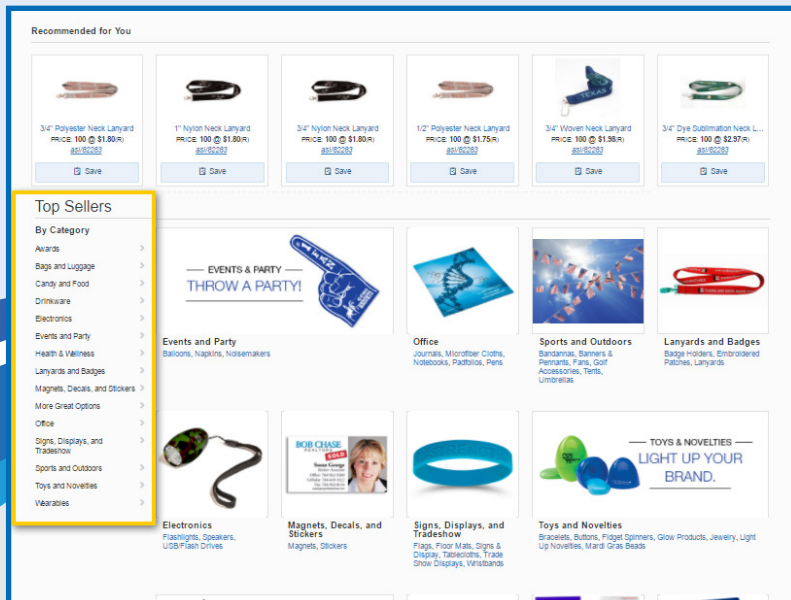 Recommended for You
3/4" Polyester Neck Lanyard
PRICE: 100 @ $1.80(R)
asi/82283
Save
1" Nylon Neck Lanyard
PRICE: 100 @ $1.80(R)
asi/82283
Save
3/4" Nylon Neck Lanyard
PRICE: 100 @ $1.80(R)
asi/82283
Save
1/2" Polyester Neck Lanyard
PRICE: 100 @ $1.75(R)
asi/82283
Save
TEXAS
3/4" Woven Neck Lanyard
PRICE: 100 @ $1.98(R)
asi/82283
Save
3/4" Dye Sublimation Neck L...
PRICE: 100 @ $2.97(R)
asi/82283
Save
Top Sellers
By Category
Awards
Bags and Luggage
Candy and Food
Drinkware
Electronics
Events and Party
Health & Wellness
Lanyards and Badges
Magnets, Decals, and Stickers
More Great Options
Office
Signs, Displays, and
Tradeshow
Sports and Outdoors
Toys and Novelties
Wearables
EVENTS & PARTY
THROW A PARTY!
Events and Party
Balloons, Napkins, Noisemakers
Office
Journals, Microfiber Cloths,
Notebooks, Padfolios, Pens
Sports and Outdoors
Bandannas, Banners &
Pennants, Fans, Golf
Accessories, Tents,
Umbrellas
Lanyards and Badges
Badge Holders, Embroidered
Patches, Lanyards
Electronics
Flashlights, Speakers,
USB/Flash Drives
BOB CHASE
REALTORS
SOLD
Susan George
Magnets, Decals, and
Stickers
Magnets, Stickers
Signs, Displays, and
Tradeshow
Flags, Floor Mats, Signs &
Display, Tablecloths, Trade
Show Displays, Wristbands
TOYS & NOVELTIES
LIGHT UP YOUR
BRAND.
Toys and Novelties
Bracelets, Buttons, Fidget Spinners, Glow Products, Jewelry, Light
Up Novelties, Mardi Gras Beads